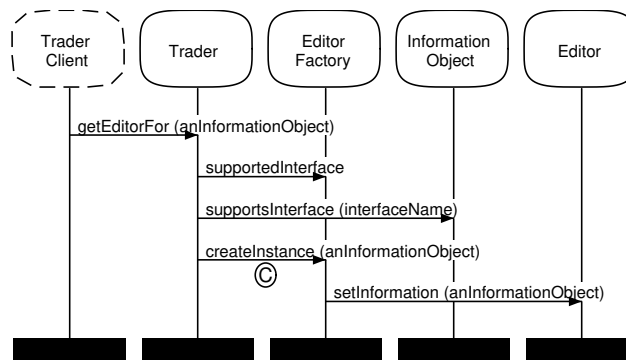 Trader
Client
Trader
Editor
Factory
Information
Object
Editor
getEditorFor (anInformationObject)
supportedInterface
supportsInterface (interfaceName)
createInstance (anInformationObject)
C
setInformation (anInformationObject)